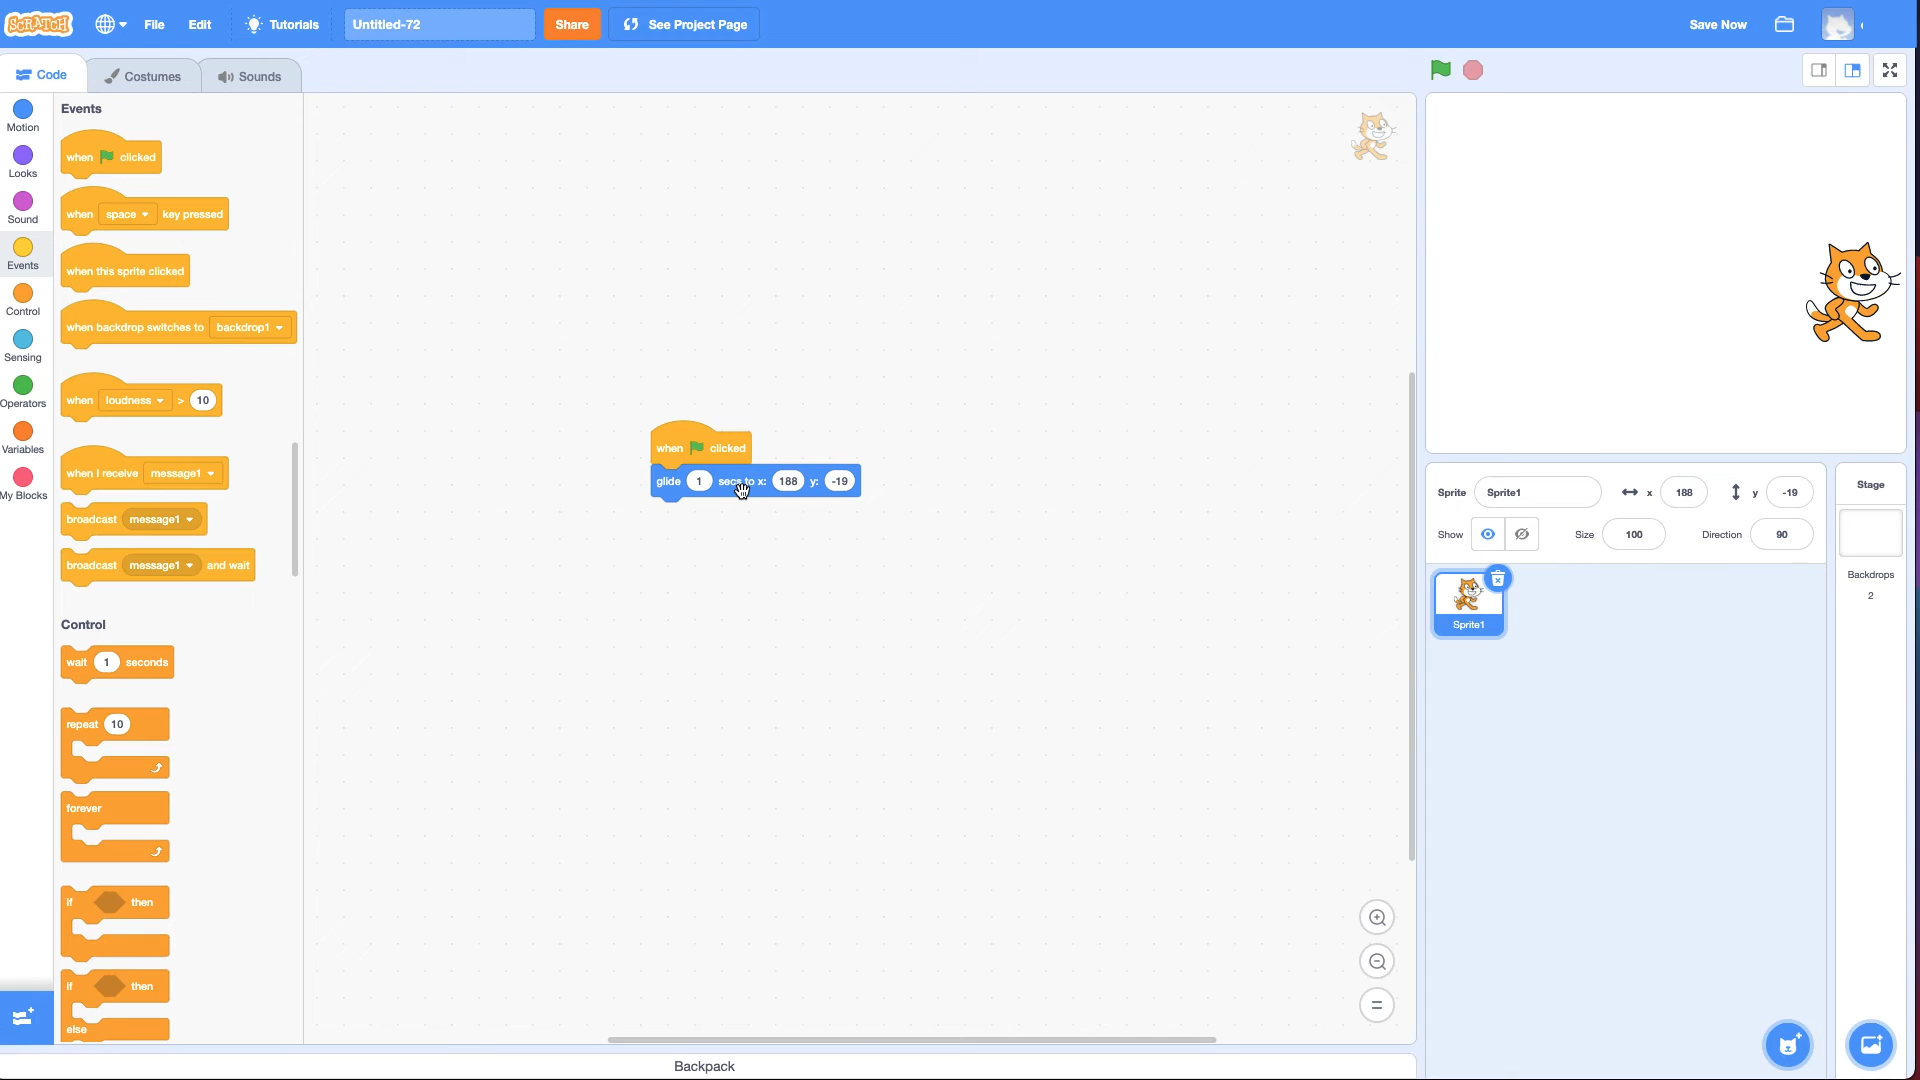 SCRATCH File Edit Tutorials Untitled-72 Share See Project Page Save Now
Code Costumes Sounds
Motion
Looks
Sound
Events
Control
Sensing
Operators
Variables
My Blocks
Events
when clicked
when space key pressed
when this sprite clicked
when backdrop switches to backdrop1
when loudness > 10
when I receive message1
broadcast message1
broadcast message1 and wait
Control
wait 1 seconds
repeat 10
forever
if then
if then
else
when clicked
glide 1 secs to x: 188 y: -19
=
Backpack
Sprite Sprite1 x 188 y -19
Show Size 100 Direction 90
Sprite1
Stage
Backdrops
2